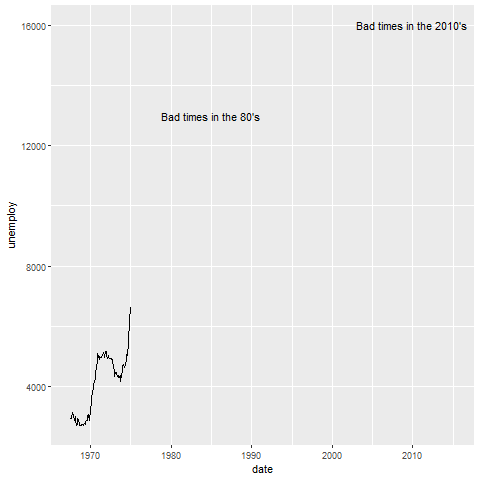 16000
Bad times in the 2010's
Bad times in the 80's
12000
unemploy
8000
4000
1970 1980 1990 2000 2010
date